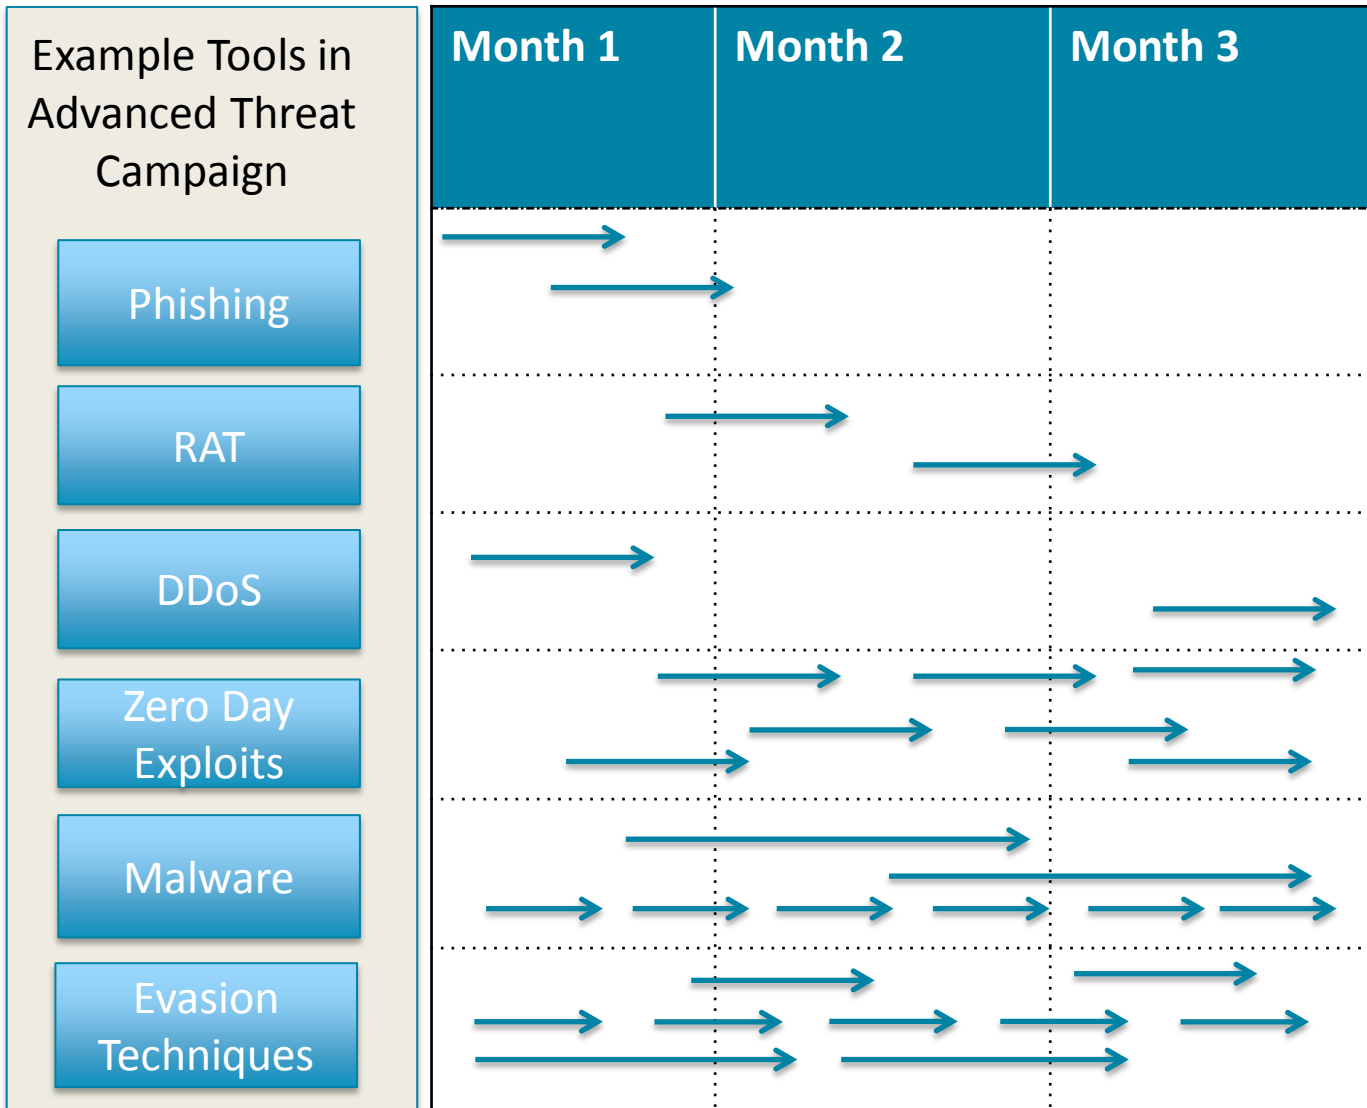 Example Tools in
Advanced Threat
Campaign
Month 1
Month 2
Month 3
Phishing
RAT
DDoS
Zero Day
Exploits
Malware
Evasion
Techniques